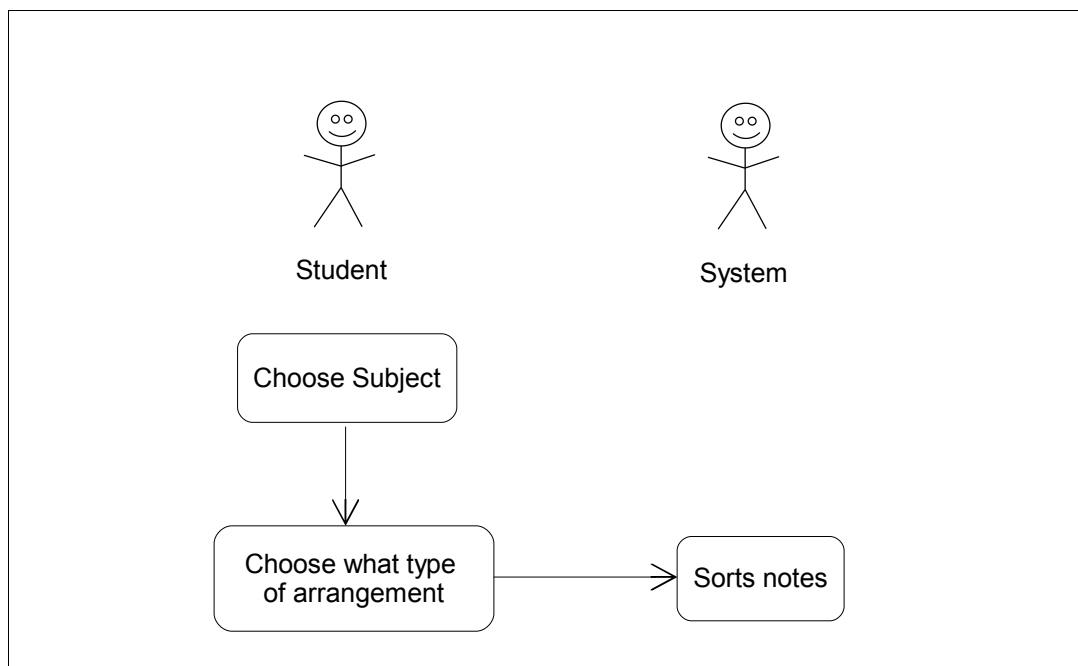 Student
System
Choose Subject
Choose what type
of arrangement
Sorts notes